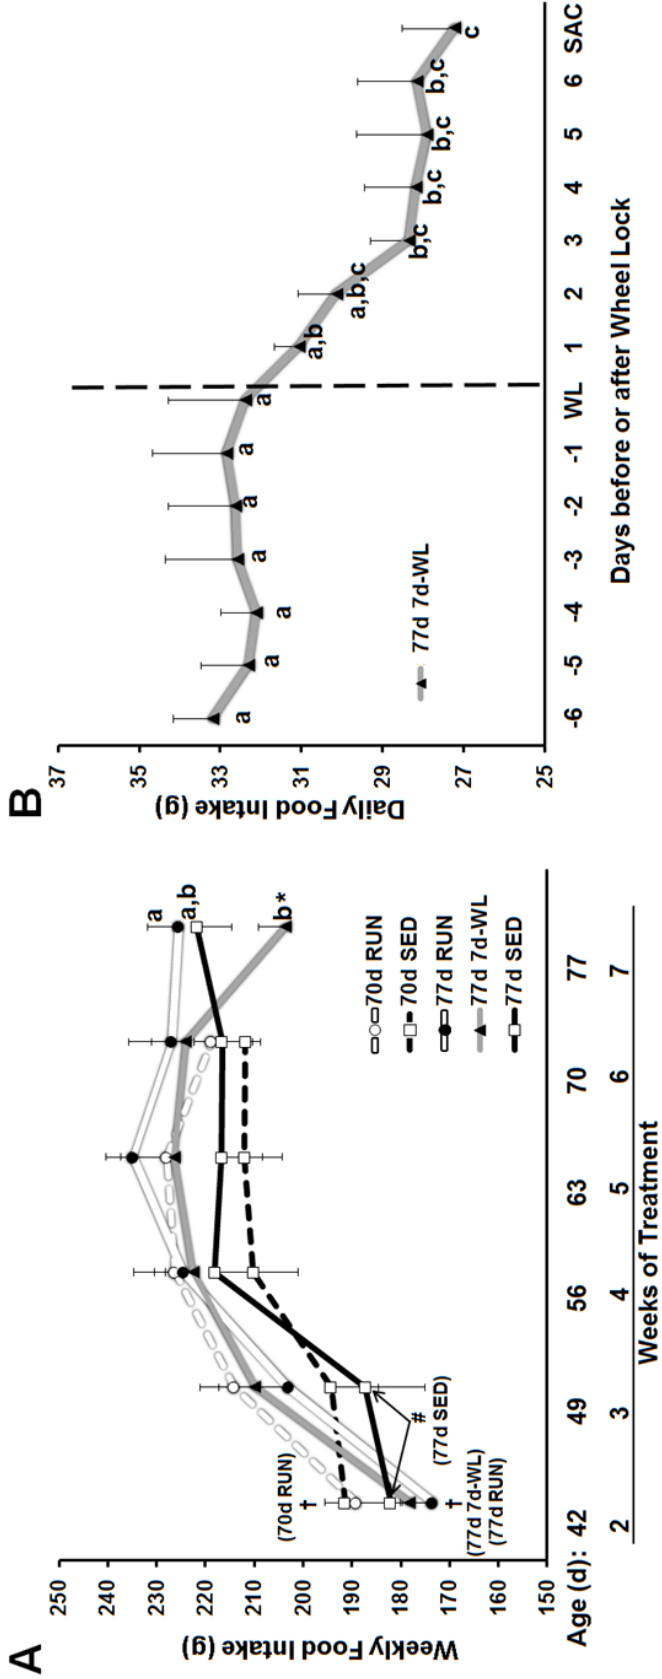 A
Weekly Food Intake (g)
250
240
230
220
210
200
190
180
170
160
150
Age (d): 42 49 56 63 70 77
2 3 4 5 6 7
Weeks of Treatment
(70d RUN)
†
†
(77d 7d-WL)
(77d RUN)
#
(77d SED)
a
a,b
b*
70d RUN
70d SED
77d RUN
77d 7d-WL
77d SED
B
Daily Food Intake (g)
37
35
33
31
29
27
25
a a a a a a a a,b a,b,c b,c b,c b,c b,c c
77d 7d-WL
-6 -5 -4 -3 -2 -1 WL 1 2 3 4 5 6 SAC
Days before or after Wheel Lock